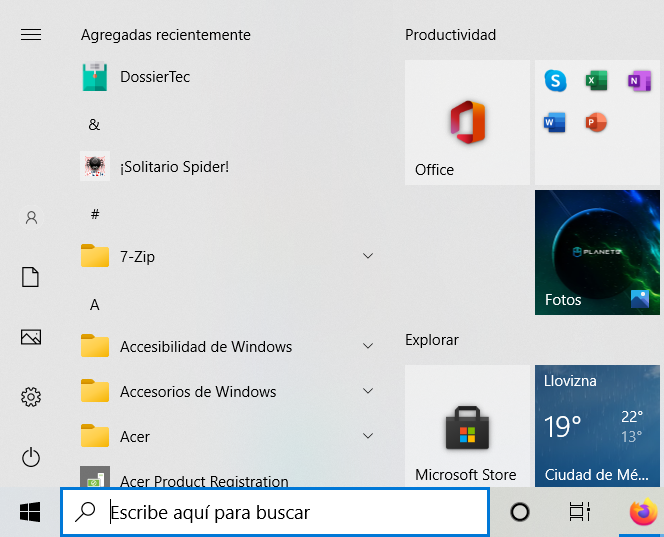 Agregadas recientemente
DossierTec
&
¡Solitario Spider!
#
7-Zip
A
Accesibilidad de Windows
Accesorios de Windows
Acer
Acer Product Registration
Productividad
Office
PLANET9
Fotos
Explorar
Microsoft Store
Llovizna
19°
22°
13°
Ciudad de Mé...
Escribe aquí para buscar